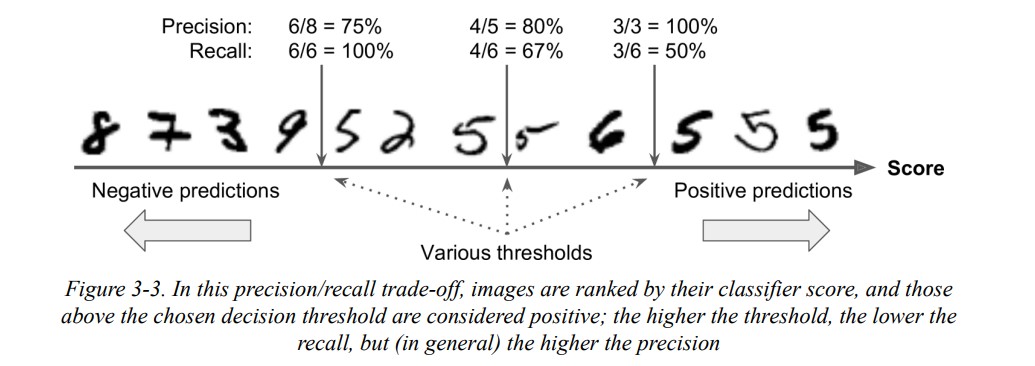 Precision: 6/8 = 75% 4/5 = 80% 3/3 = 100%
Recall: 6/6 = 100% 4/6 = 67% 3/6 = 50%
8 7 3 9 5 2 5 5 6 5 5 5
Score
Negative predictions Positive predictions
Various thresholds
Figure 3-3. In this precision/recall trade-off, images are ranked by their classifier score, and those
above the chosen decision threshold are considered positive; the higher the threshold, the lower the
recall, but (in general) the higher the precision